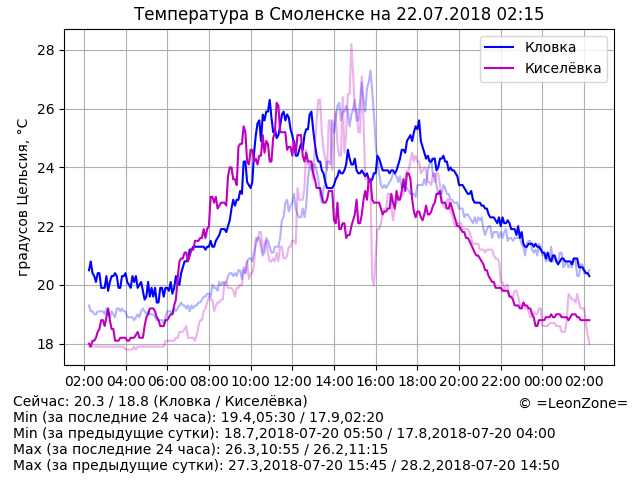 Температура в Смоленске на 22.07.2018 02:15
градусов Цельсия, °C
28
26
24
22
20
18
Кловка
Киселёвка
02:00 04:00 06:00 08:00 10:00 12:00 14:00 16:00 18:00 20:00 22:00 00:00 02:00
Сейчас: 20.3 / 18.8 (Кловка / Киселёвка)
© =LeonZone=
Min (за последние 24 часа): 19.4,05:30 / 17.9,02:20
Min (за предыдущие сутки): 18.7,2018-07-20 05:50 / 17.8,2018-07-20 04:00
Max (за последние 24 часа): 26.3,10:55 / 26.2,11:15
Max (за предыдущие сутки): 27.3,2018-07-20 15:45 / 28.2,2018-07-20 14:50